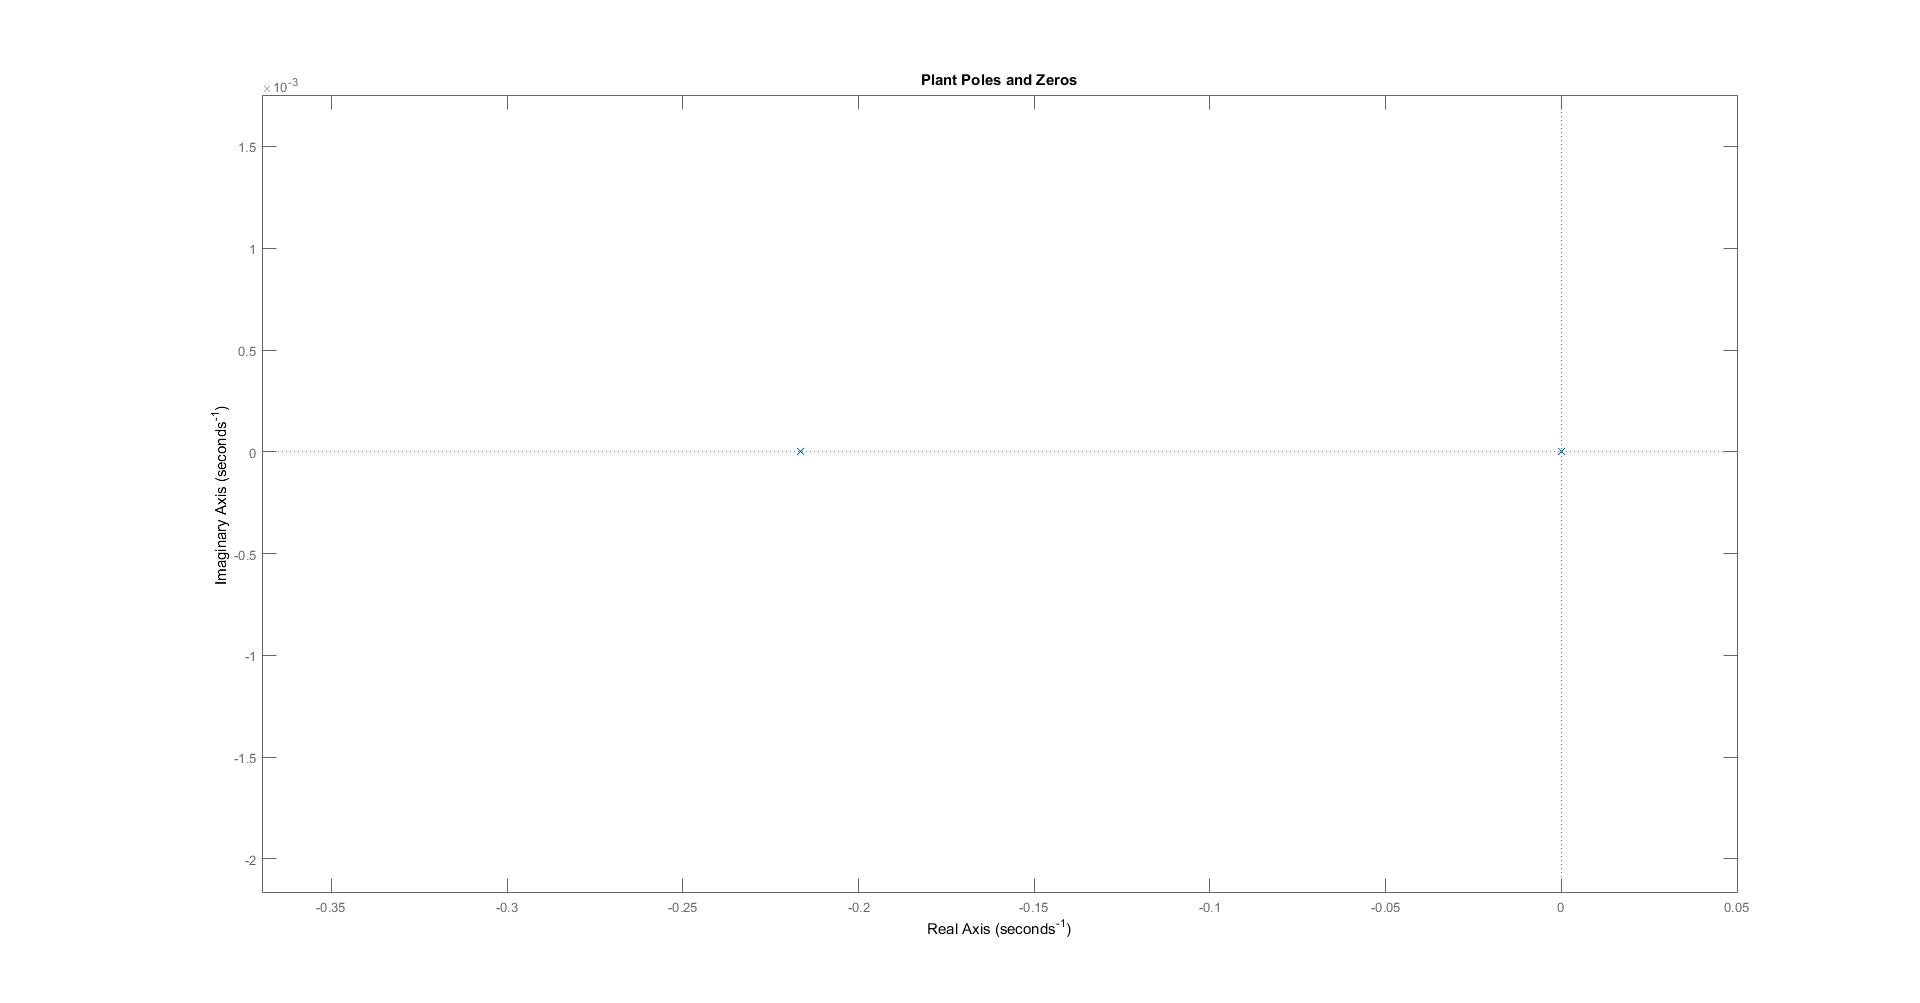 Plant Poles and Zeros
×10-3
1.5
1
0.5
0
-0.5
-1
-1.5
-2
Imaginary Axis (seconds-1)
-0.35 -0.3 -0.25 -0.2 -0.15 -0.1 -0.05 0 0.05
Real Axis (seconds-1)